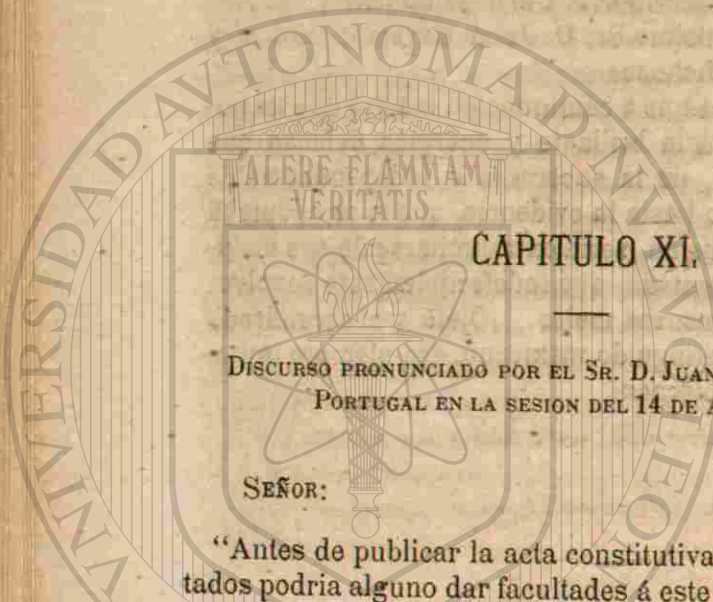 UNIVERSIDAD AUTONOMA DE NUEVO LEON
ALERE FLAMMAM
VERITATIS
CAPITULO XI.
DISCURSO PRONUNCIADO POR EL SR. D. JUAN
PORTUGAL EN LA SESION DEL 14 DE
SEÑOR:
“Antes de publicar la acta constitutiva
tados podria alguno dar facultades á este